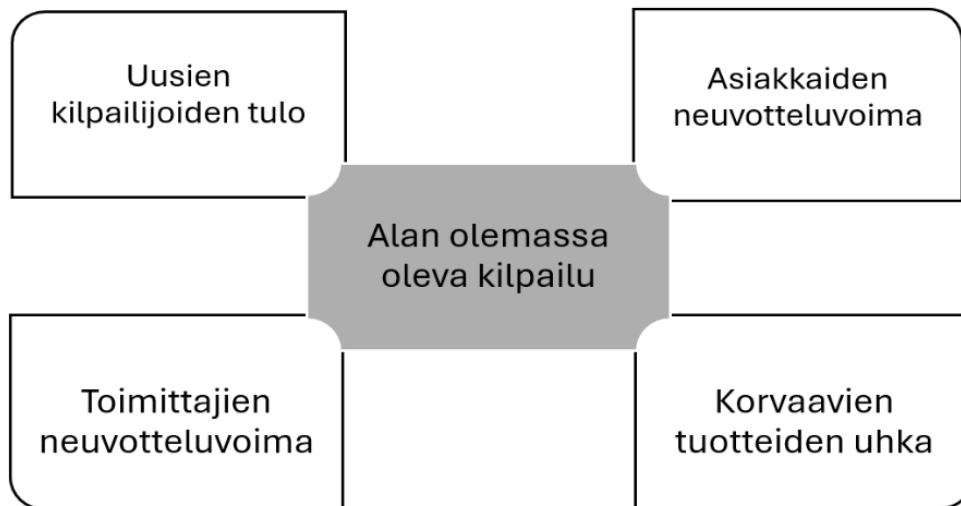 Uusien
kilpailijoiden tulo
Asiakkaiden
neuvotteluvoima
Alan olemassa
oleva kilpailu
Toimittajien
neuvotteluvoima
Korvaavien
tuotteiden uhka